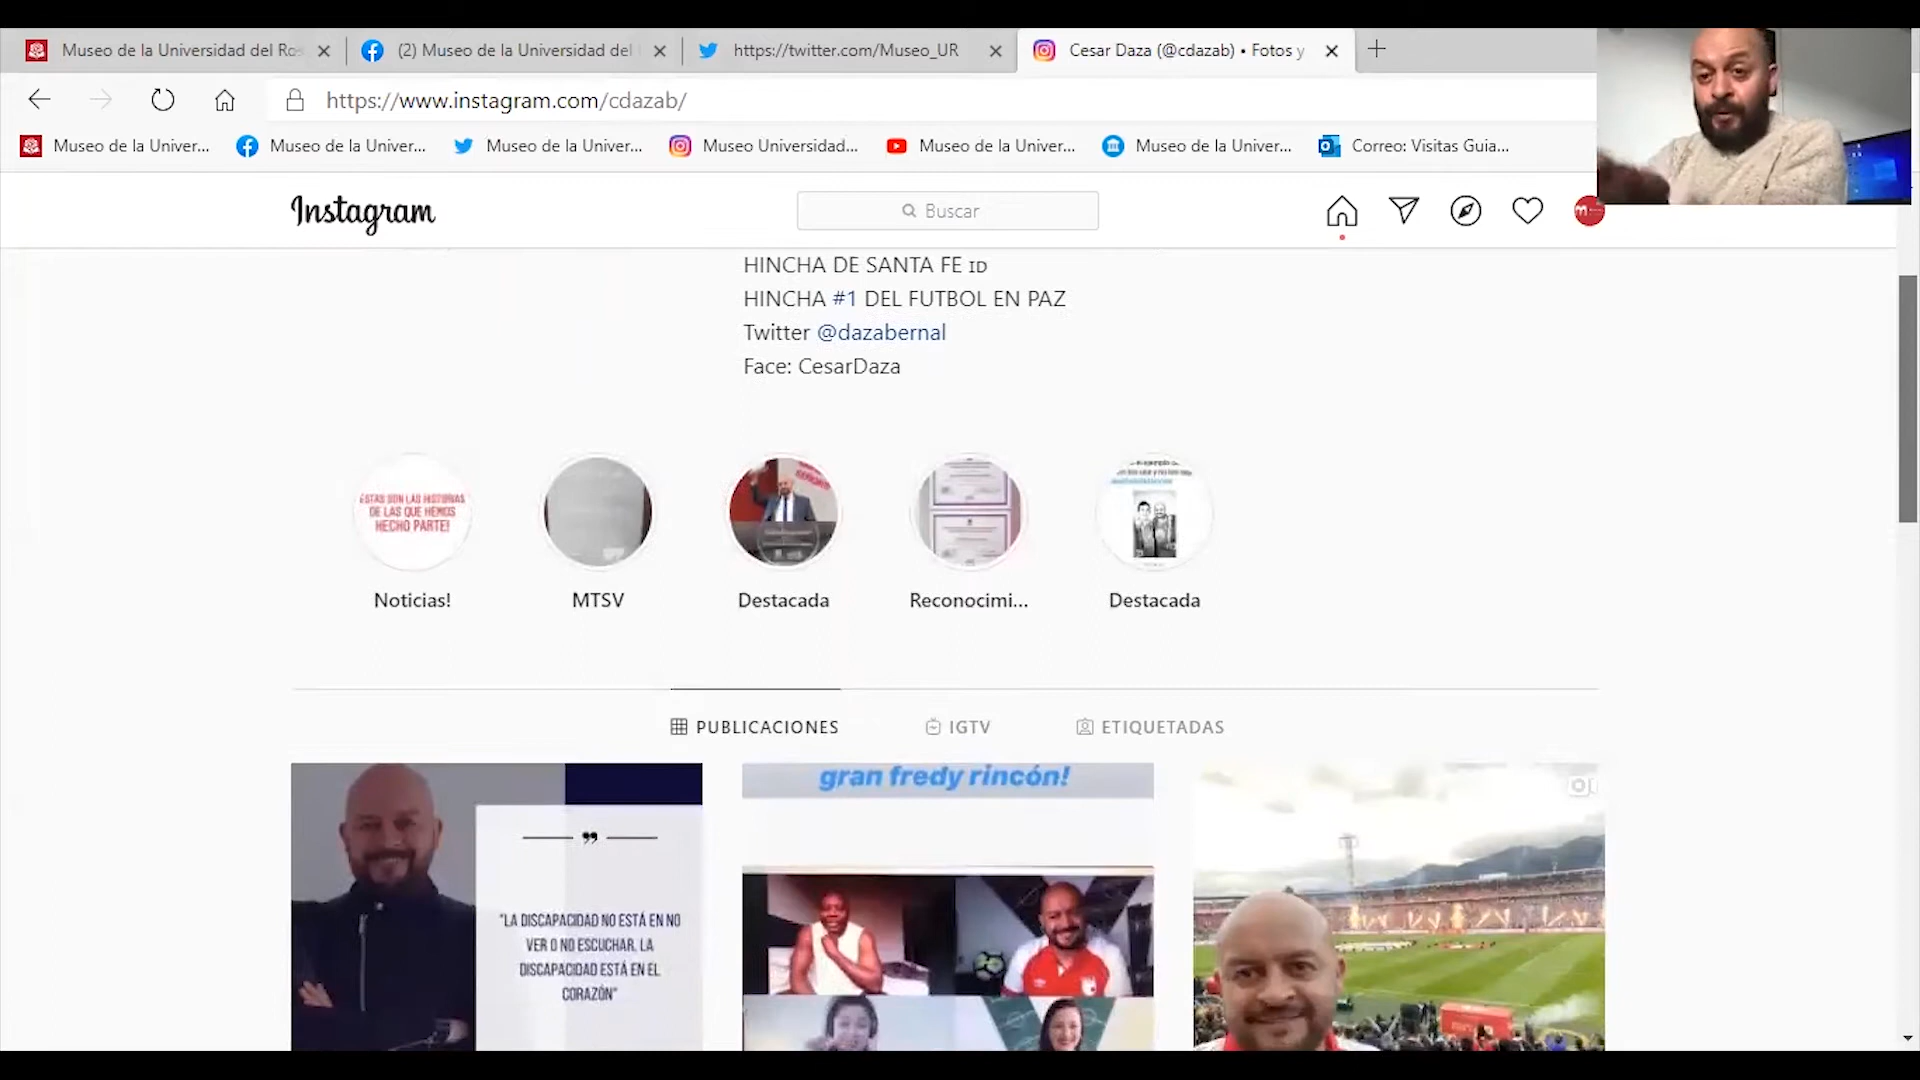 Museo de la Universidad del Ros
(2) Museo de la Universidad del
https://twitter.com/Museo_UR
Cesar Daza (@cdazab) • Fotos y
https://www.instagram.com/cdazab/
Museo de la Univer...
Museo de la Univer...
Museo de la Univer...
Museo Universidad...
Museo de la Univer...
Museo de la Univer...
Correo: Visitas Guia...
Instagram
Buscar
HINCHA DE SANTA FE ID
HINCHA #1 DEL FUTBOL EN PAZ
Twitter @dazabernal
Face: CesarDaza
ESTAS SON LAS HISTORIAS
DE LAS QUE HEMOS
HECHO PARTE!
Noticias!
MTSV
Destacada
Reconocimi...
Destacada
PUBLICACIONES
IGTV
ETIQUETADAS
gran fredy rincón!
"LA DISCAPACIDAD NO ESTÁ EN NO
VER O NO ESCUCHAR, LA
DISCAPACIDAD ESTÁ EN EL
CORAZÓN"